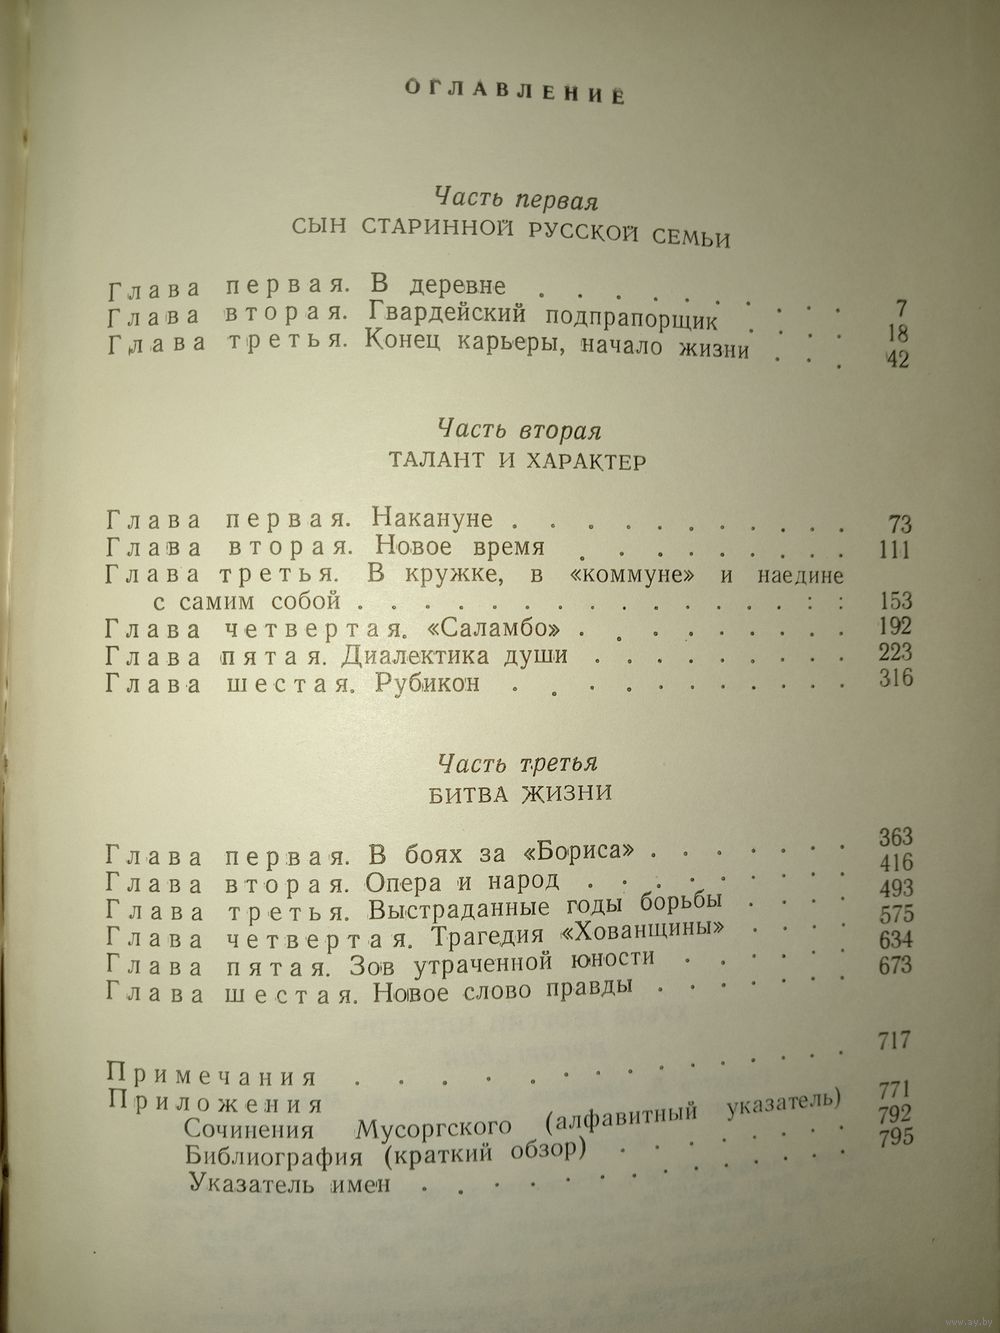 ОГЛАВЛЕНИЕ
Часть первая
СЫН СТАРИННОЙ РУССКОЙ СЕМЬИ
Глава первая. В деревне . . . . . . . . . . 7
Глава вторая. Гвардейский подпрапорщик . . . . 18
Глава третья. Конец карьеры, начало жизни . . . 42
Часть вторая
ТАЛАНТ И ХАРАКТЕР
Глава первая. Накануне . . . . . . . . . . 73
Глава вторая. Новое время . . . . . . . . 111
Глава третья. В кружке, в «коммуне» и наедине
с самим собой . . . . . . . . . . . . . : : 153
Глава четвертая. «Саламбо» . . . . . . . . 192
Глава пятая. Диалектика души . . . . . . . 223
Глава шестая. Рубикон . . . . . . . . . . 316
Часть третья
БИТВА ЖИЗНИ
Глава первая. В боях за «Бориса» . . . . . . 363
Глава вторая. Опера и народ . . . . . . . . 416
Глава третья. Выстраданные годы борьбы . . . . 493
Глава четвертая. Трагедия «Хованщины» . . . . 575
Глава пятая. Зов утраченной юности . . . . . 634
Глава шестая. Новое слово правды . . . . . . 673
Примечания . . . . . . . . . . . . 717
Приложения
Сочинения Мусоргского (алфавитный указатель) 771
Библиография (краткий обзор) . . . . . . . 792
Указатель имен . . . . . . . . . . . . 795
www.ay.by